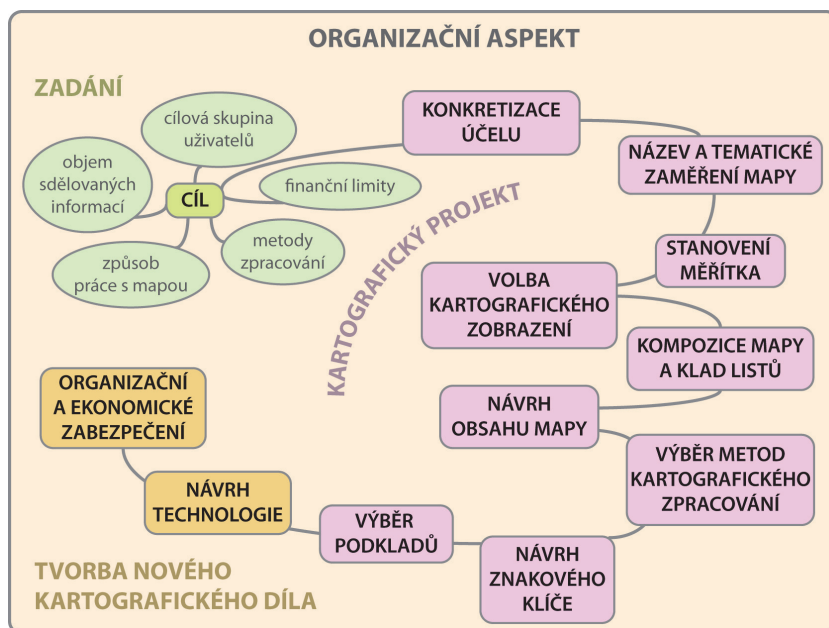 ORGANIZAČNÍ ASPEKT
ZADÁNÍ
cílová skupina
uživatelů
objem
sdělovaných
informací
CÍL
finanční limity
metody
zpracování
způsob
práce s mapou
KARTOGRAFICKÝ PROJEKT
KONKRETIZACE
ÚČELU
NÁZEV A TEMATICKÉ
ZAMĚŘENÍ MAPY
STANOVENÍ
MĚŘÍTKA
VOLBA
KARTOGRAFICKÉHO
ZOBRAZENÍ
KOMPOZICE MAPY
A KLAD LISTŮ
NÁVRH
OBSAHU MAPY
VÝBĚR METOD
KARTOGRAFICKÉHO
ZPRACOVÁNÍ
NÁVRH
ZNAKOVÉHO
KLÍČE
VÝBĚR
PODKLADŮ
NÁVRH
TECHNOLOGIE
ORGANIZAČNÍ
A EKONOMICKÉ
ZABEZPEČENÍ
TVORBA NOVÉHO
KARTOGRAFICKÉHO DÍLA